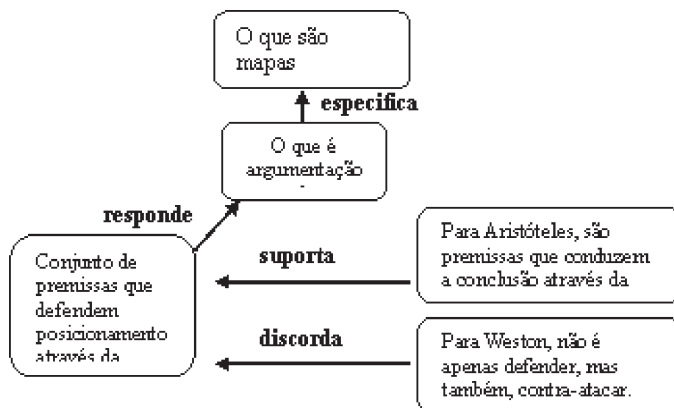 O que são
mapas
especifica
O que é
argumentação
responde
Conjunto de
premissas que
defendem
posicionamento
através da
suporta
Para Aristóteles, são
premissas que conduzem
a conclusão através da
discorda
Para Weston, não é
apenas defender, mas
também, contra-atacar.